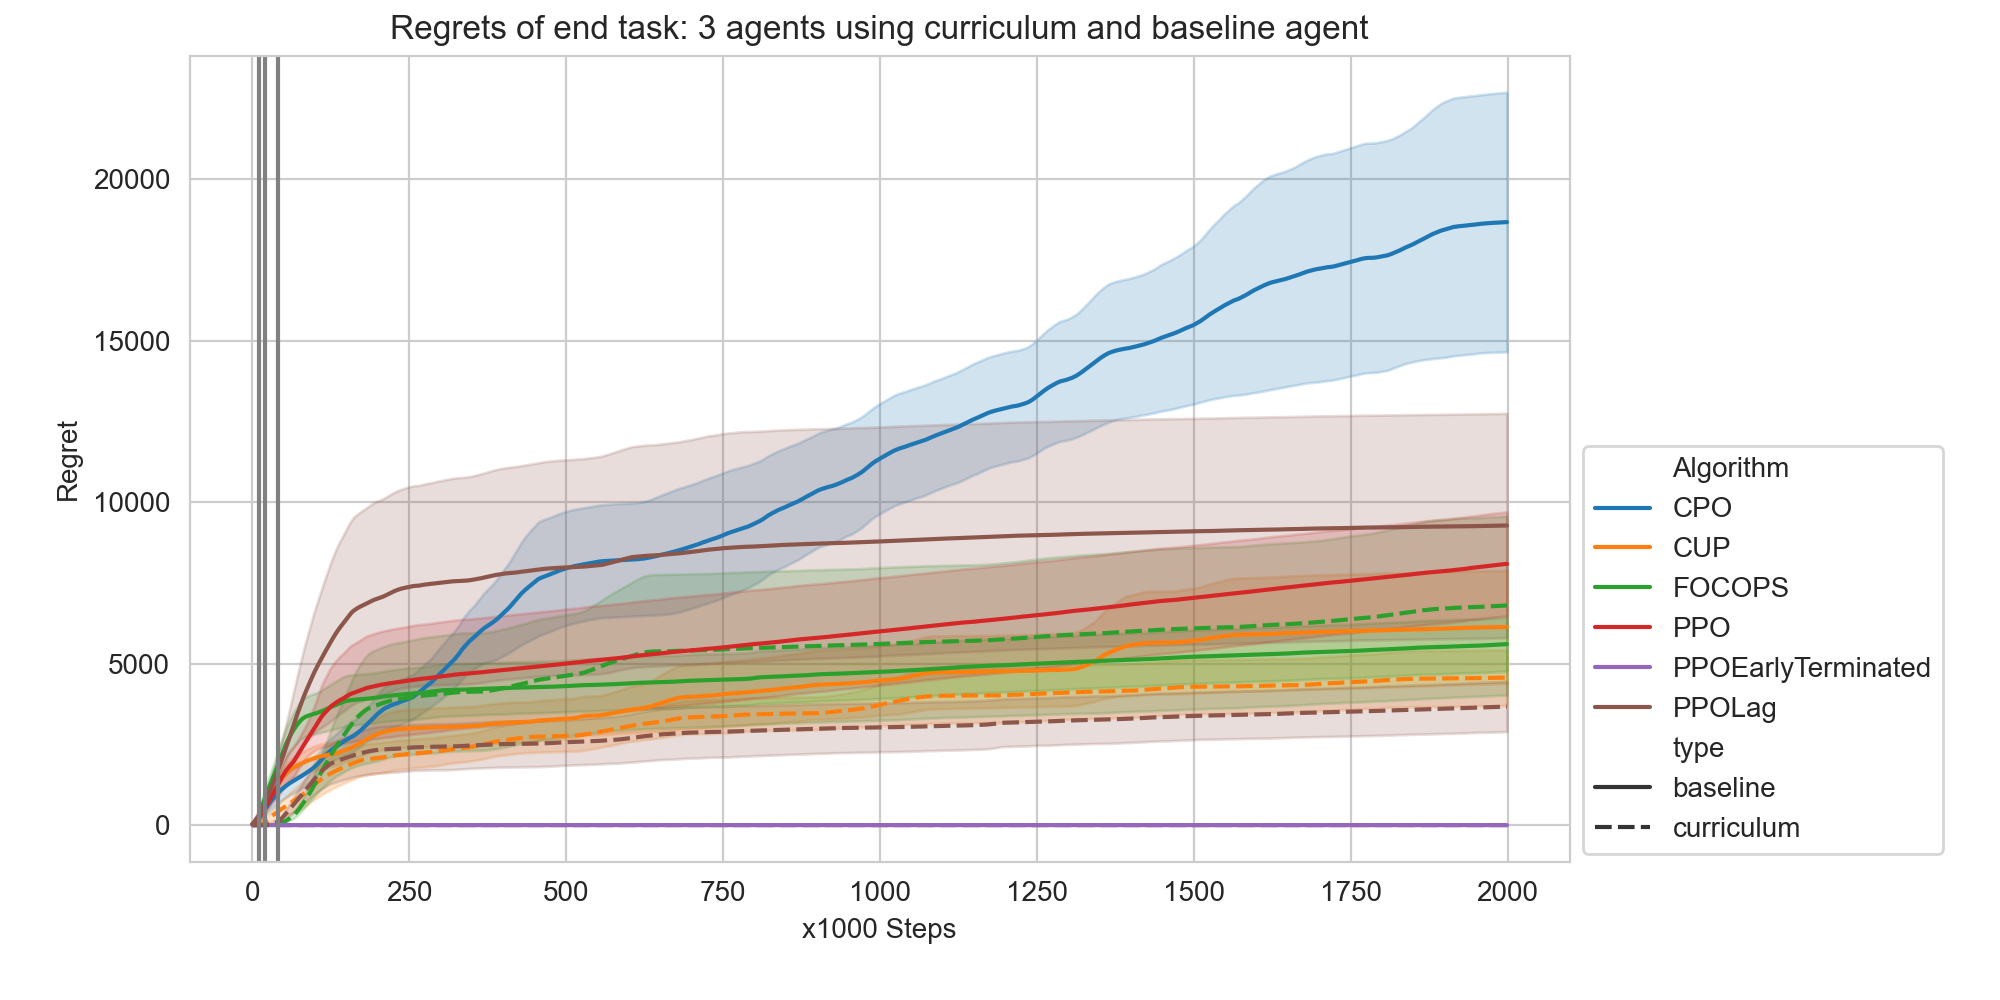 Regrets of end task: 3 agents using curriculum and baseline agent
Regret
20000
15000
10000
5000
0
0 250 500 750 1000 1250 1500 1750 2000
x1000 Steps
Algorithm
CPO
CUP
FOCOPS
PPO
PPOEarlyTerminated
PPOLag
type
baseline
curriculum